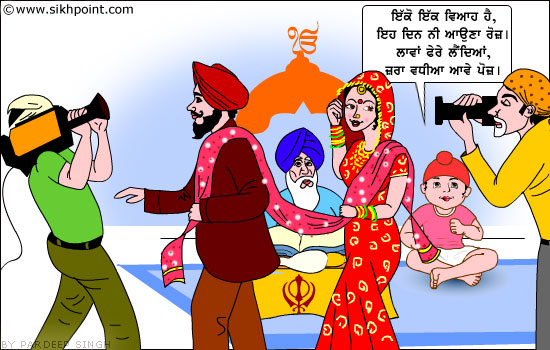 ©www.sikhpoint.com
ੴ
ਇੱਕੋ ਇੱਕ ਵਿਆਹ ਹੈ,
ਇਹ ਦਿਨ ਨੀ ਆਉਣਾ ਰੋਜ਼।
ਲਾਵਾਂ ਫੇਰੇ ਲੈਂਦਿਆਂ,
ਜ਼ਰਾ ਵਧੀਆ ਆਵੇ ਪੋਜ਼।
BY PARDEEP SINGH